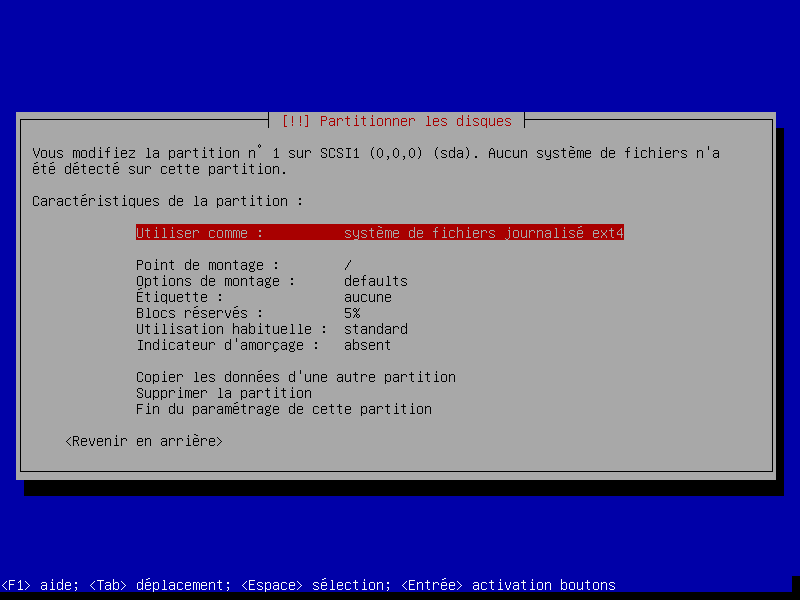 [!!] Partitionner les disques
Vous modifiez la partition n° 1 sur SCSI1 (0,0,0) (sda). Aucun système de fichiers n'a
été détecté sur cette partition.
Caractéristiques de la partition :
Utiliser comme : système de fichiers journalisé ext4
Point de montage : /
Options de montage : defaults
Étiquette : aucune
Blocs réservés : 5%
Utilisation habituelle : standard
Indicateur d'amorçage : absent
Copier les données d'une autre partition
Supprimer la partition
Fin du paramétrage de cette partition
<Revenir en arrière>
<F1> aide; <Tab> déplacement; <Espace> sélection; <Entrée> activation boutons